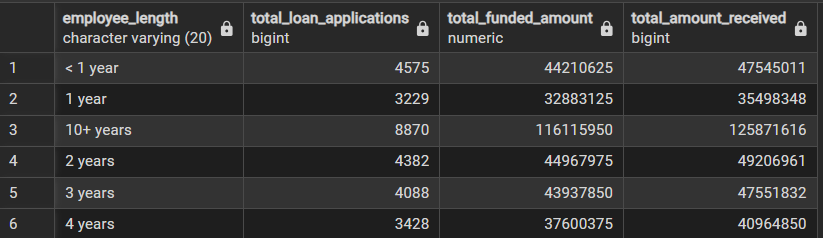 employee_length total_loan_applications total_funded_amount total_amount_received
character varying (20) bigint numeric bigint
1 < 1 year 4575 44210625 47545011
2 1 year 3229 32883125 35498348
3 10+ years 8870 116115950 125871616
4 2 years 4382 44967975 49206961
5 3 years 4088 43937850 47551832
6 4 years 3428 37600375 40964850